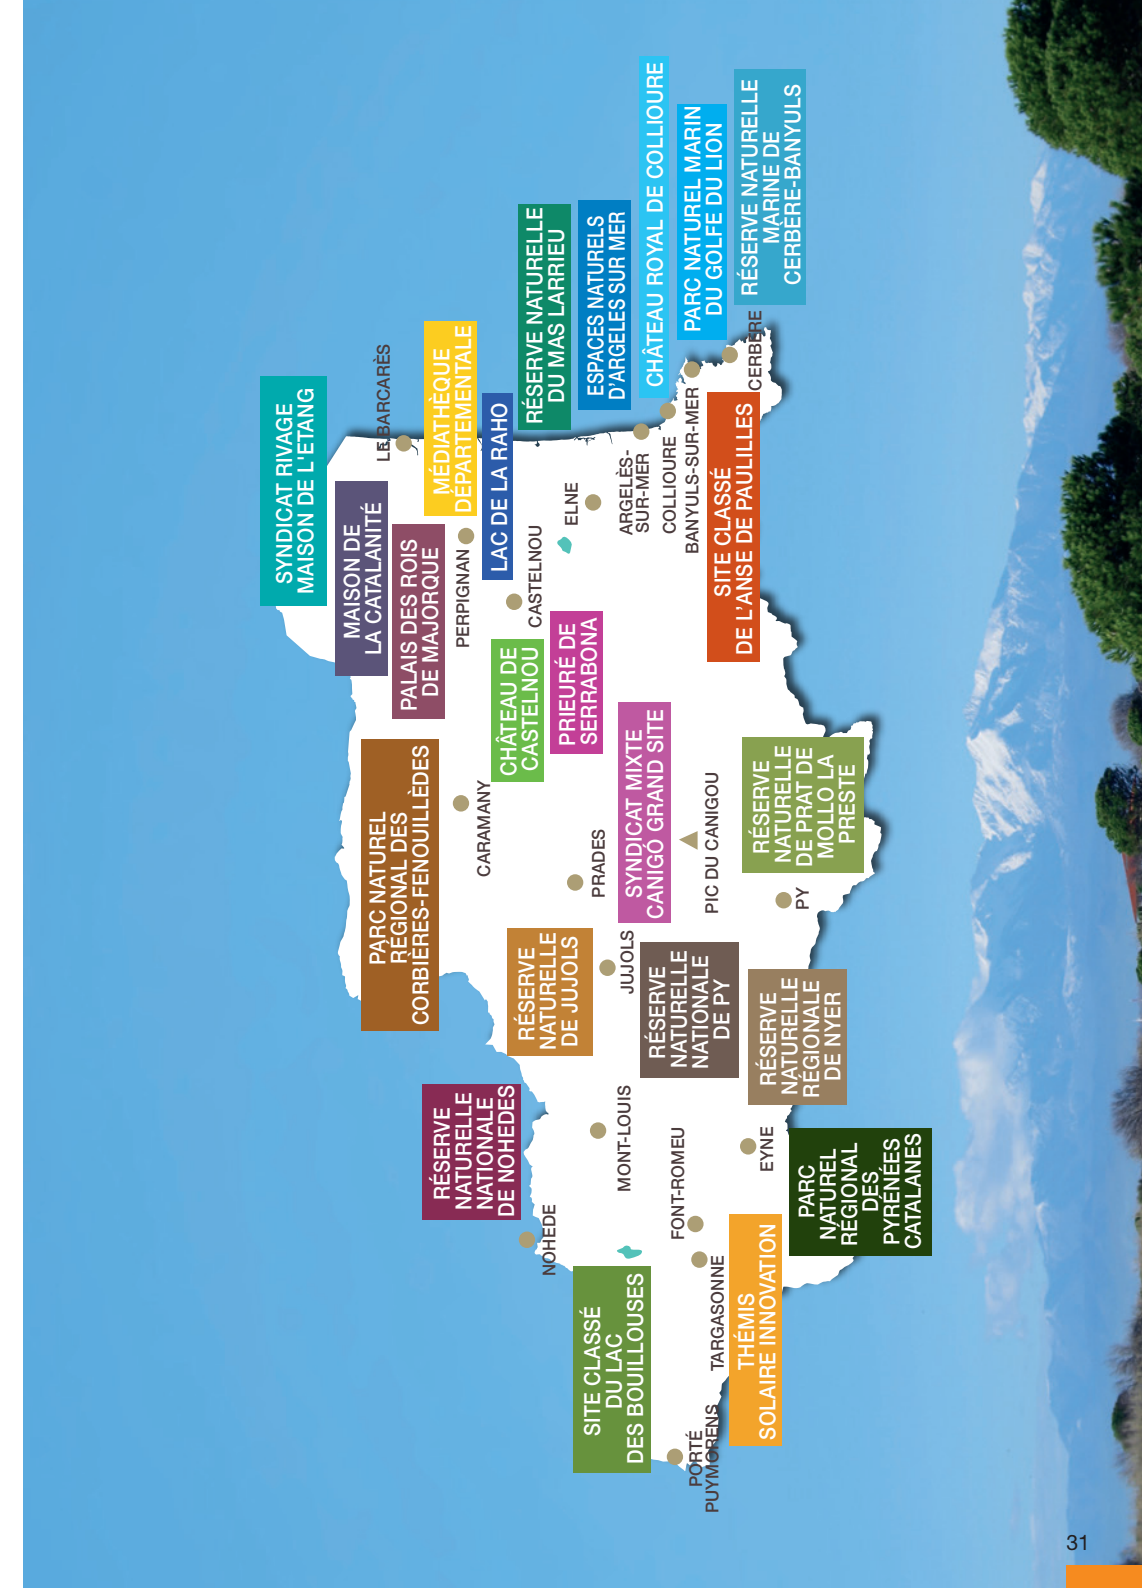 SYNDICAT RIVAGE
MAISON DE L'ETANG
MAISON DE
LA CATALANITÉ
PALAIS DES ROIS
DE MAJORQUE
PARC NATUREL
RÉGIONAL DES
CORBIÈRES-FENOUILLÈDES
LE BARCARÈS
MÉDIATHÈQUE
DÉPARTEMENTALE
PERPIGNAN
LAC DE LA RAHO
CARAMANY
CHÂTEAU DE
CASTELNOU
CASTELNOU
RÉSERVE NATURELLE
DU MAS LARRIEU
RÉSERVE
NATURELLE
NATIONALE
DE NOHEDES
NOHEDE
RÉSERVE
NATURELLE
DE JUJOLS
PRIEURÉ DE
SERRABONA
ELNE
ESPACES NATURELS
D'ARGELES SUR MER
PRADES
JUJOLS
SITE CLASSÉ
DU LAC
DES BOUILLOUSES
MONT-LOUIS
SYNDICAT MIXTE
CANIGÓ GRAND SITE
ARGELÈS-
SUR-MER
CHÂTEAU ROYAL DE COLLIOURE
COLLIOURE
RÉSERVE
NATURELLE
NATIONALE
DE PY
FONT-ROMEU
PIC DU CANIGOU
BANYULS-SUR-MER
PARC NATUREL MARIN
DU GOLFE DU LION
PORTÉ
PUYMORENS
TARGASONNE
SITE CLASSÉ
DE L'ANSE DE PAULILLES
CERBERE
RÉSERVE NATURELLE
MARINE DE
CERBÈRE-BANYULS
THÉMIS
SOLAIRE INNOVATION
EYNE
RÉSERVE
NATURELLE
RÉGIONALE
DE NYER
PY
RÉSERVE
NATURELLE
DE PRAT DE
MOLLO LA
PRESTE
PARC
NATUREL
RÉGIONAL
DES
PYRÉNÉES
CATALANES
31